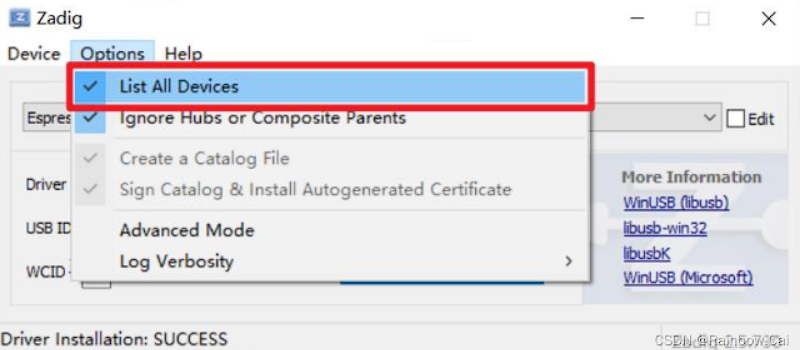 Zadig
Device Options Help
List All Devices
Ignore Hubs or Composite Parents
Espres Edit
Create a Catalog File
Sign Catalog & Install Autogenerated Certificate
Driver
More Information
WinUSB (libusb)
libusb-win32
libusbK
WinUSB (Microsoft)
USB ID
Advanced Mode
Log Verbosity
WCID
Driver Installation: SUCCESS
CSDN @Rainbow_Cai